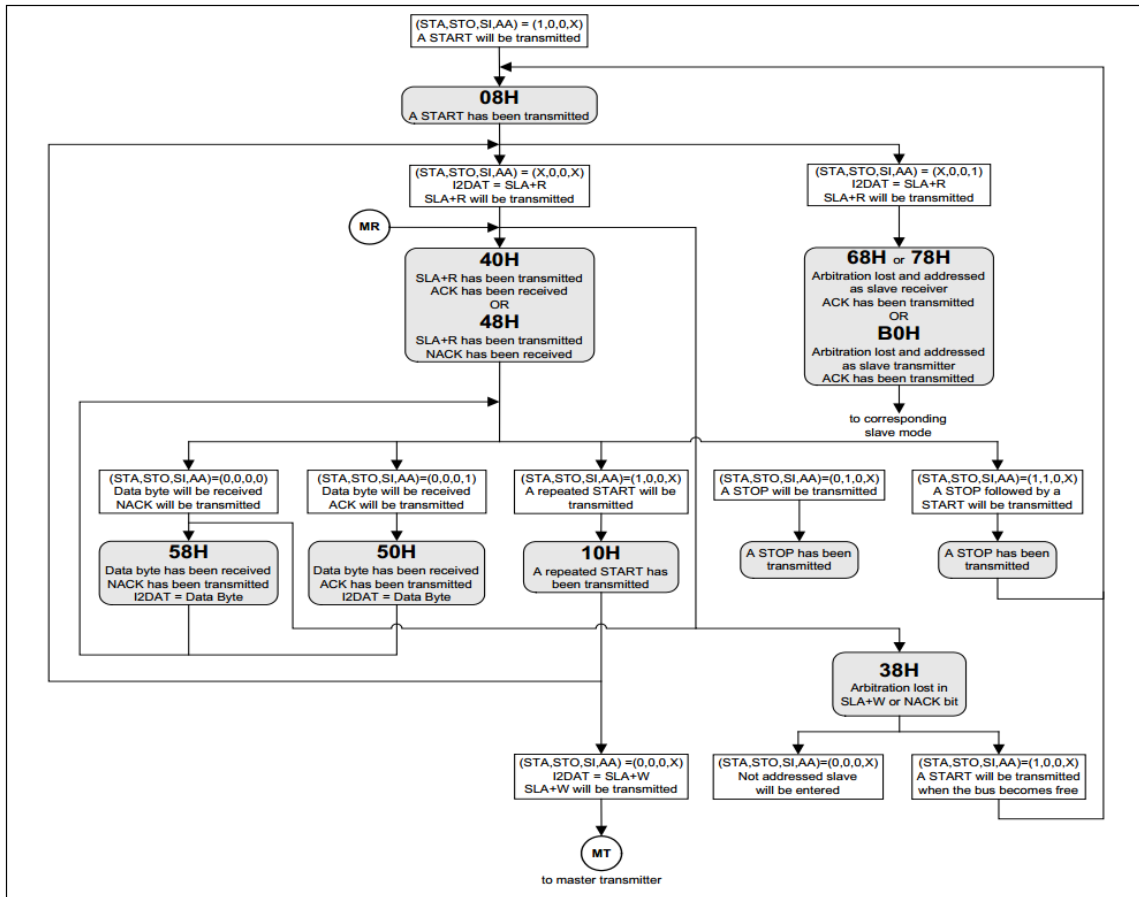 (STA,STO,SI,AA) = (1,0,0,X)
A START will be transmitted
08H
A START has been transmitted
(STA,STO,SI,AA) = (X,0,0,X)
I2DAT = SLA+R
SLA+R will be transmitted
(STA,STO,SI,AA) = (X,0,0,1)
I2DAT = SLA+R
SLA+R will be transmitted
MR
40H
SLA+R has been transmitted
ACK has been received
OR
48H
SLA+R has been transmitted
NACK has been received
68H or 78H
Arbitration lost and addressed
as slave receiver
ACK has been transmitted
OR
B0H
Arbitration lost and addressed
as slave transmitter
ACK has been transmitted
to corresponding
slave mode
(STA,STO,SI,AA)=(0,0,0,0)
Data byte will be received
NACK will be transmitted
(STA,STO,SI,AA)=(0,0,0,1)
Data byte will be received
ACK will be transmitted
(STA,STO,SI,AA)=(1,0,0,X)
A repeated START will be
transmitted
(STA,STO,SI,AA)=(0,1,0,X)
A STOP will be transmitted
(STA,STO,SI,AA)=(1,1,0,X)
A STOP followed by a
START will be transmitted
58H
Data byte has been received
NACK has been transmitted
I2DAT = Data Byte
50H
Data byte has been received
ACK has been transmitted
I2DAT = Data Byte
10H
A repeated START has
been transmitted
A STOP has been
transmitted
A STOP has been
transmitted
38H
Arbitration lost in
SLA+W or NACK bit
(STA,STO,SI,AA) =(0,0,0,X)
I2DAT = SLA+W
SLA+W will be transmitted
(STA,STO,SI,AA)=(0,0,0,X)
Not addressed slave
will be entered
(STA,STO,SI,AA)=(1,0,0,X)
A START will be transmitted
when the bus becomes free
MT
to master transmitter